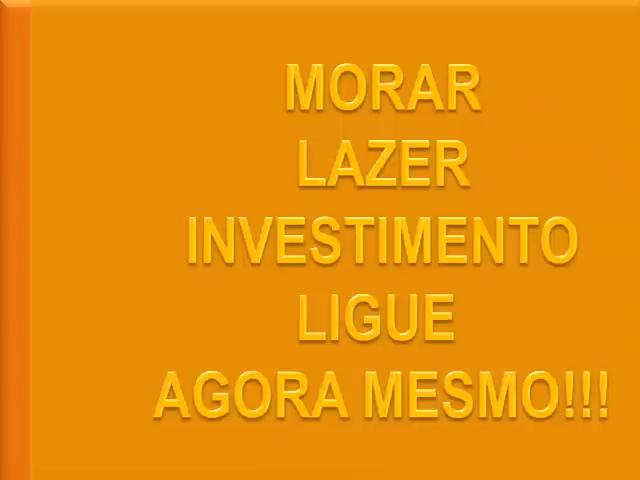 MORAR
LAZER
INVESTIMENTO
LIGUE
AGORA MESMO!!!